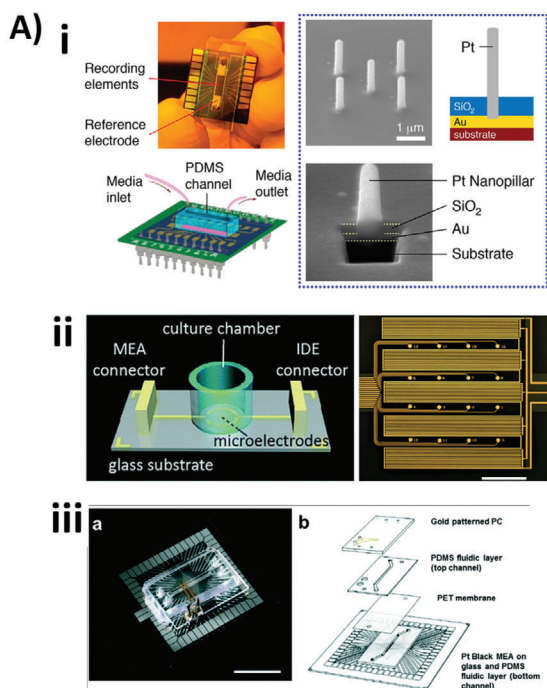 A)
i
Recording
elements
Reference
electrode
Media
inlet
PDMS
channel
Media
outlet
1 μm
Pt
SiO₂
Au
substrate
Pt Nanopillar
SiO₂
Au
Substrate
ii
culture chamber
MEA
connector
IDE
connector
microelectrodes
glass substrate
iii
a
b
Gold patterned PC
PDMS fluidic layer
(top channel)
PET membrane
Pt Black MEA on
glass and PDMS
fluidic layer (bottom
channel)